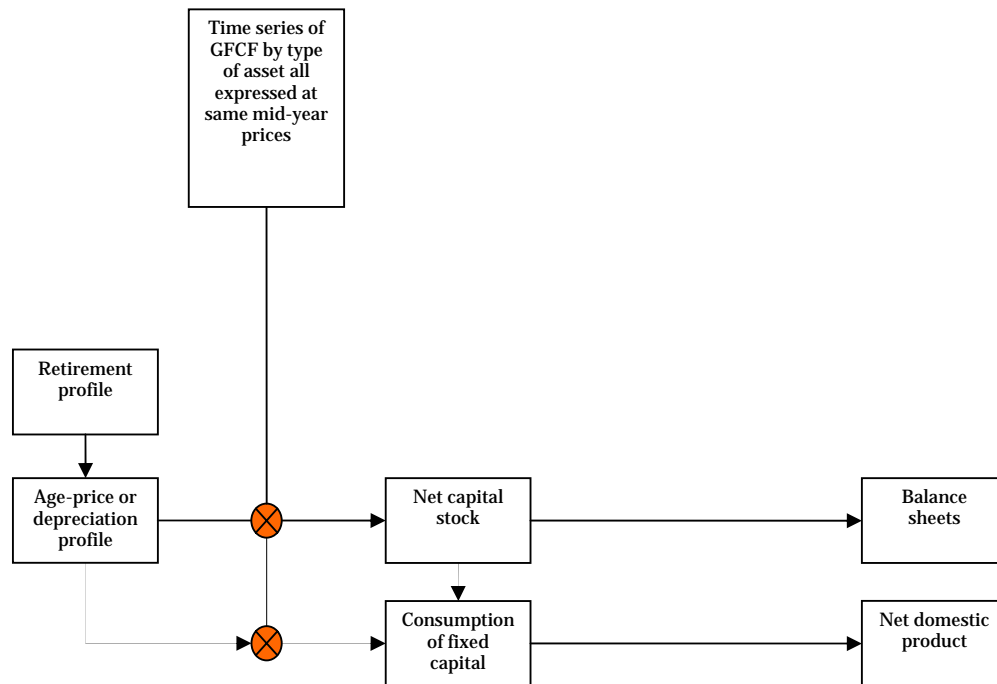 Time series of
GFCF by type
of asset all
expressed at
same mid-year
prices
Retirement
profile
Age-price or
depreciation
profile
Net capital
stock
Balance
sheets
Consumption
of fixed
capital
Net domestic
product